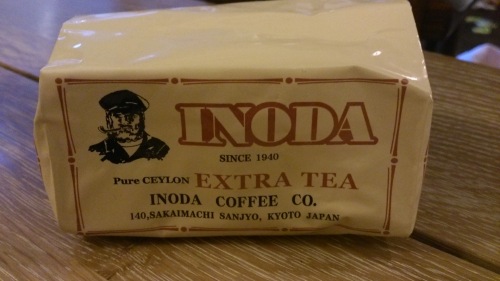 INODA
SINCE 1940
Pure CEYLON EXTRA TEA
INODA COFFEE CO.
140,SAKAIMACHI SANJYO, KYOTO JAPAN